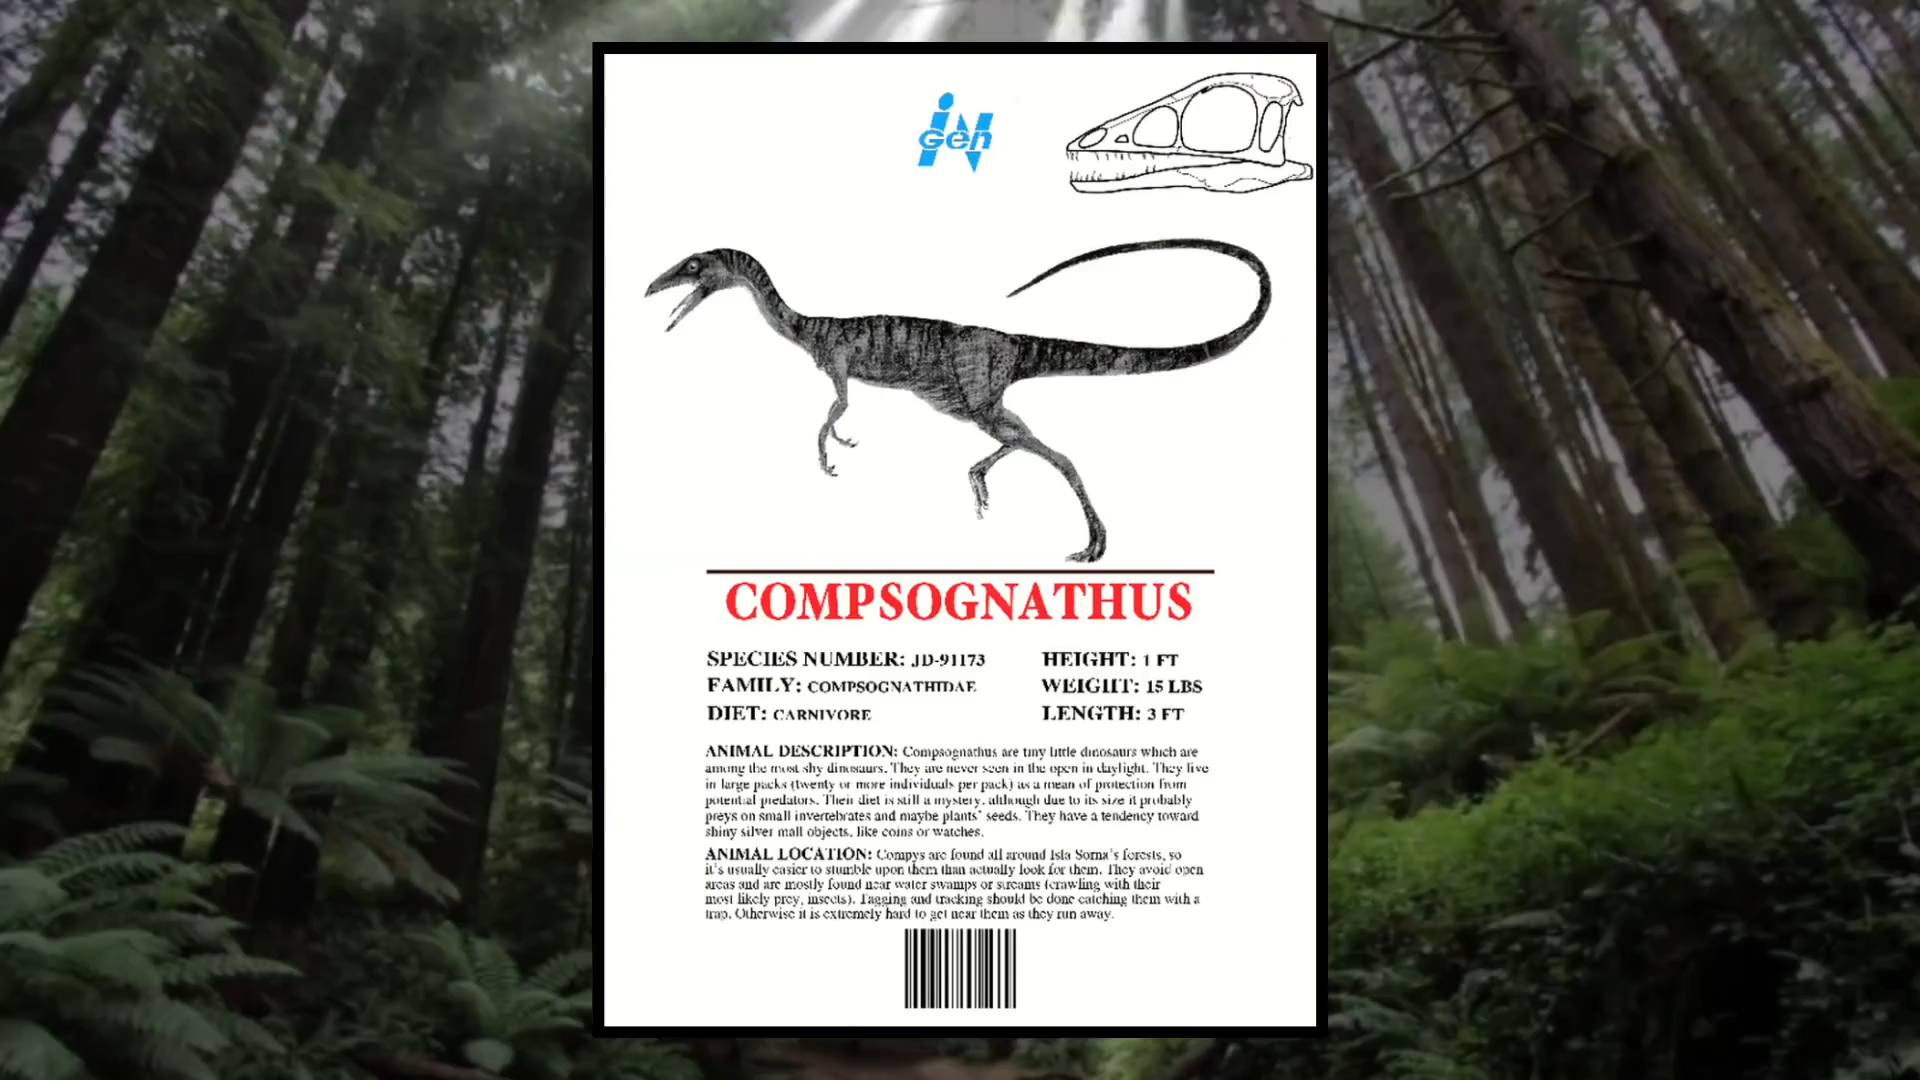 iN
Gen
COMPSOGNATHUS
SPECIES NUMBER: JD-91173
HEIGHT: 1 FT
FAMILY: COMPSOGNATHIDAE
WEIGHT: 15 LBS
DIET: CARNIVORE
LENGTH: 3 FT
ANIMAL DESCRIPTION: Compsognathus are tiny little dinosaurs which are
among the most shy dinosaurs. They are never seen in the open in daylight. They live
in large packs (twenty or more individuals per pack) as a mean of protection from
potential predators. Their diet is still a mystery, although due to its size it probably
preys on small invertebrates and maybe plants' seeds. They have a tendency toward
shiny silver mall objects, like coins or watches.
ANIMAL LOCATION: Compys are found all around Isla Sorna's forests, so
it's usually easier to stumble upon them than actually look for them. They avoid open
areas and are mostly found near water swamps or streams (crawling with their
most likely prey, insects). Tagging and tracking should be done catching them with a
trap. Otherwise it is extremely hard to get near them as they run away.